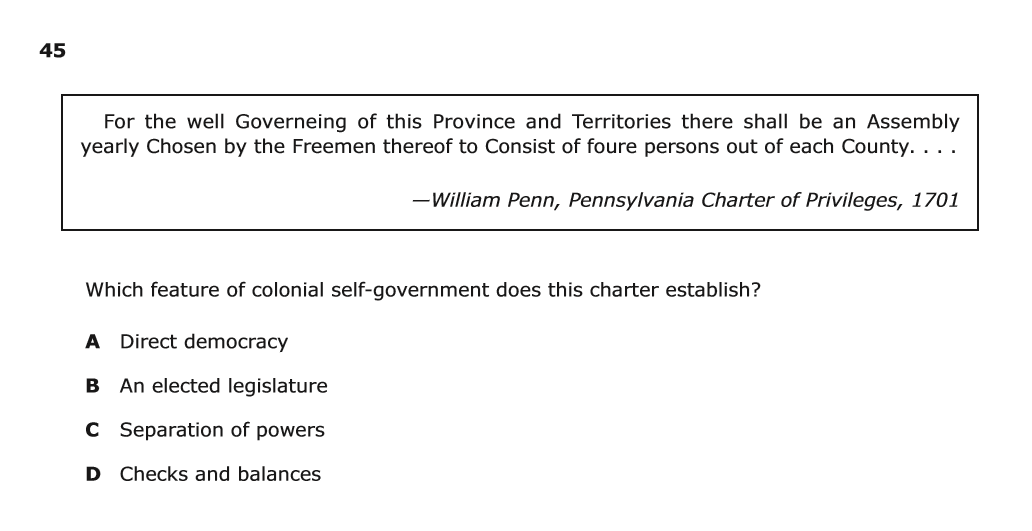 45
For the well Governeing of this Province and Territories there shall be an Assembly
yearly Chosen by the Freemen thereof to Consist of foure persons out of each County. . . .
—William Penn, Pennsylvania Charter of Privileges, 1701
Which feature of colonial self-government does this charter establish?
A Direct democracy
B An elected legislature
C Separation of powers
D Checks and balances